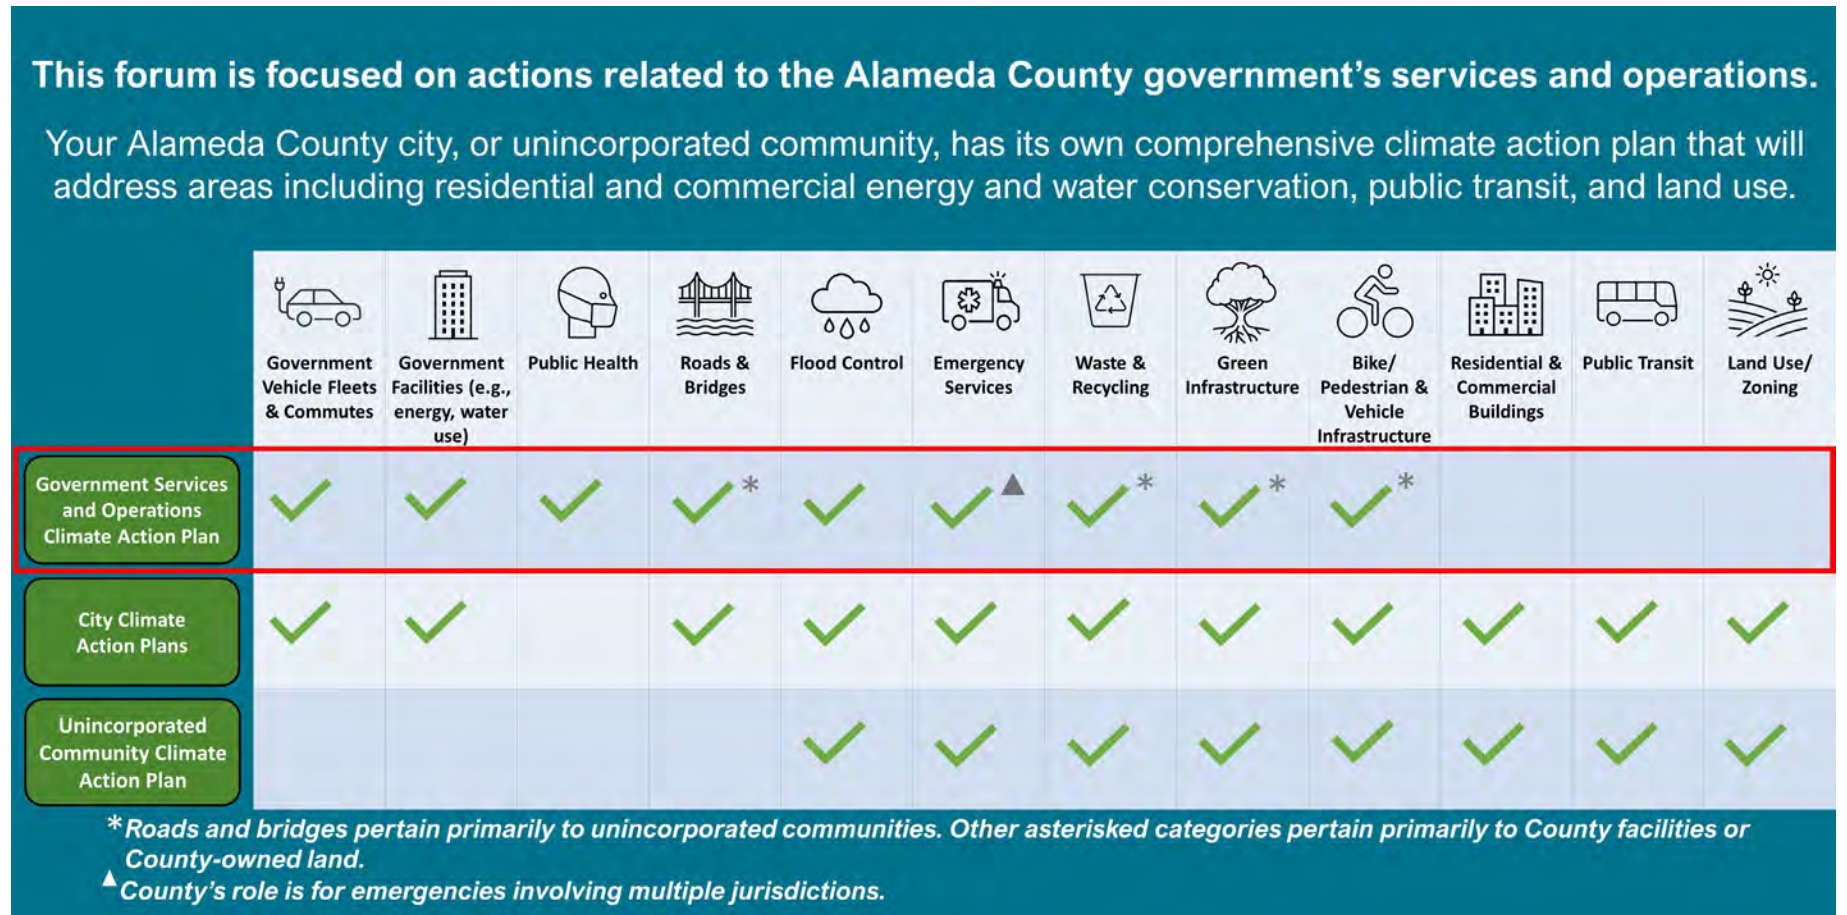 This forum is focused on actions related to the Alameda County government's services and operations.
Your Alameda County city, or unincorporated community, has its own comprehensive climate action plan that will
address areas including residential and commercial energy and water conservation, public transit, and land use.
Government
Vehicle Fleets
& Commutes
Government
Facilities (e.g.,
energy, water
use)
Public Health
Roads &
Bridges
Flood Control
Emergency
Services
Waste &
Recycling
Green
Infrastructure
Bike/
Pedestrian &
Vehicle
Infrastructure
Residential &
Commercial
Buildings
Public Transit
Land Use/
Zoning
Government Services
and Operations
Climate Action Plan
* * * *
City Climate
Action Plans
Unincorporated
Community Climate
Action Plan
*Roads and bridges pertain primarily to unincorporated communities. Other asterisked categories pertain primarily to County facilities or
County-owned land.
▲County's role is for emergencies involving multiple jurisdictions.